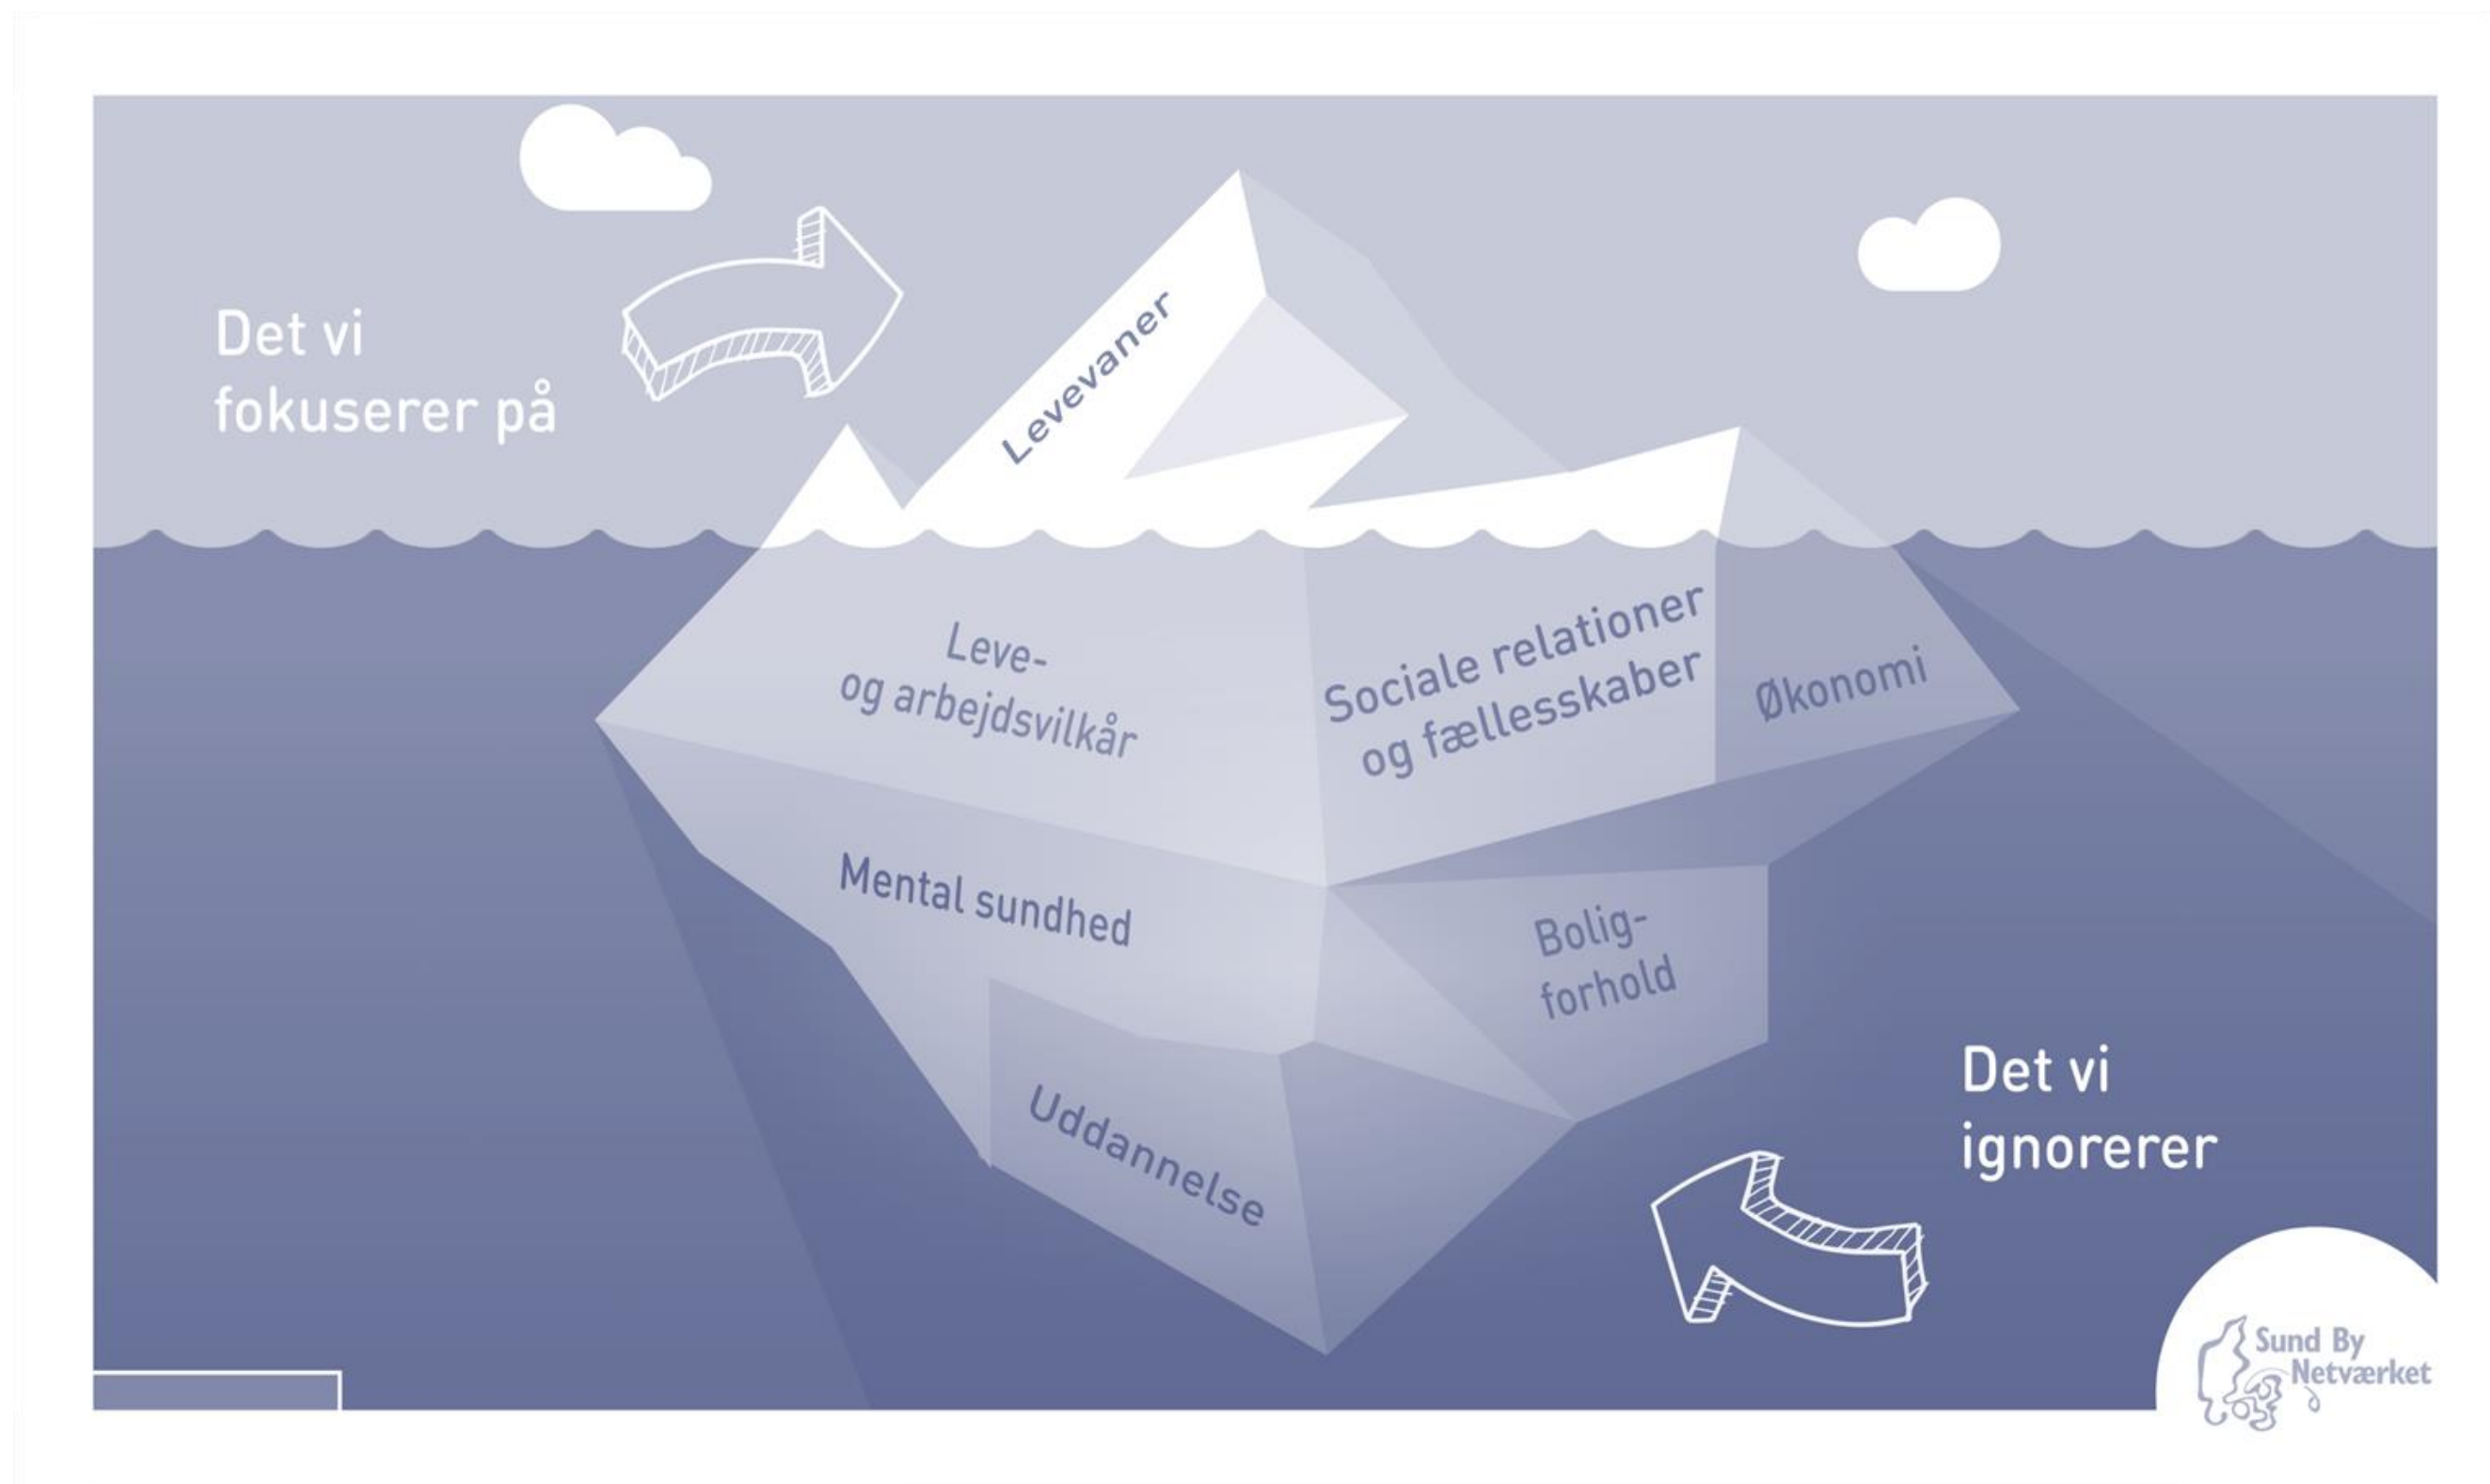 Det vi
fokuserer på
Levevaner
Leve-
og arbejdsvilkår
Sociale relationer
og fællesskaber
Økonomi
Mental sundhed
Bolig-
forhold
Uddannelse
Det vi
ignorerer
Sund By
Netværket